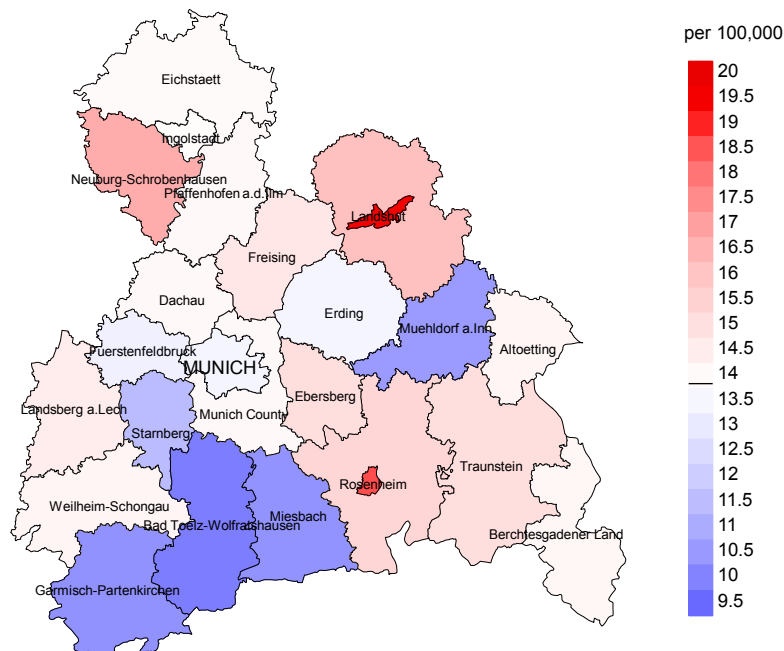 per 100,000
Eichstaett
Ingolstadt
Neuburg-Schrobenhausen
Pfaffenhofen a.d.Ilm
Landshut
Freising
Dachau
Erding
Muehldorf a.Inn
Altoetting
Fuerstenfeldbruck
MUNICH
Ebersberg
Landsberg a.Lech
Munich County
Starnberg
Traunstein
Rosenheim
Weilheim-Schongau
Miesbach
Bad Toelz-Wolfratshausen
Berchtesgadener Land
Garmisch-Partenkirchen
20
19.5
19
18.5
18
17.5
17
16.5
16
15.5
15
14.5
14
13.5
13
12.5
12
11.5
11
10.5
10
9.5